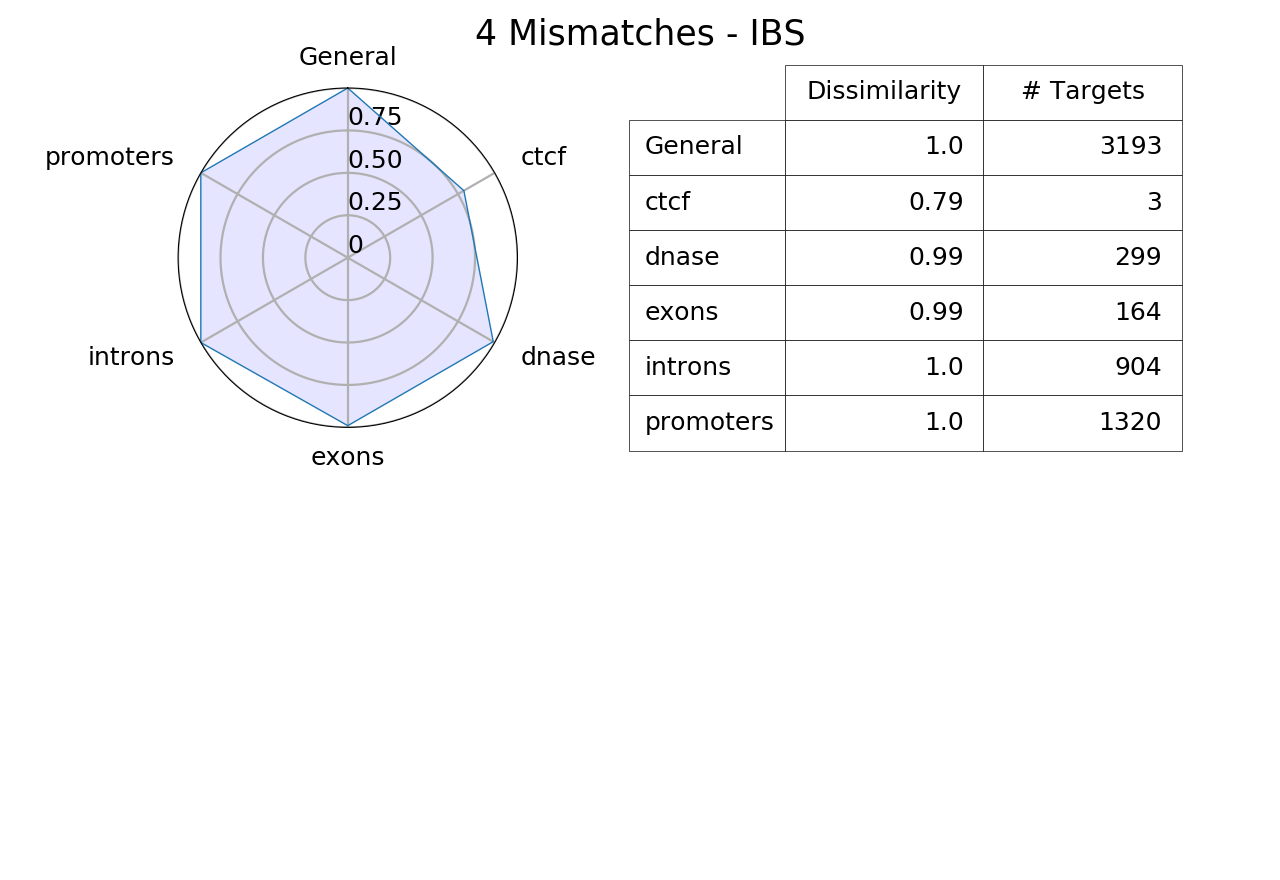 4 Mismatches - IBS
General
promoters
ctcf
introns
dnase
exons
0.75
0.50
0.25
0
Dissimilarity # Targets
General 1.0 3193
ctcf 0.79 3
dnase 0.99 299
exons 0.99 164
introns 1.0 904
promoters 1.0 1320